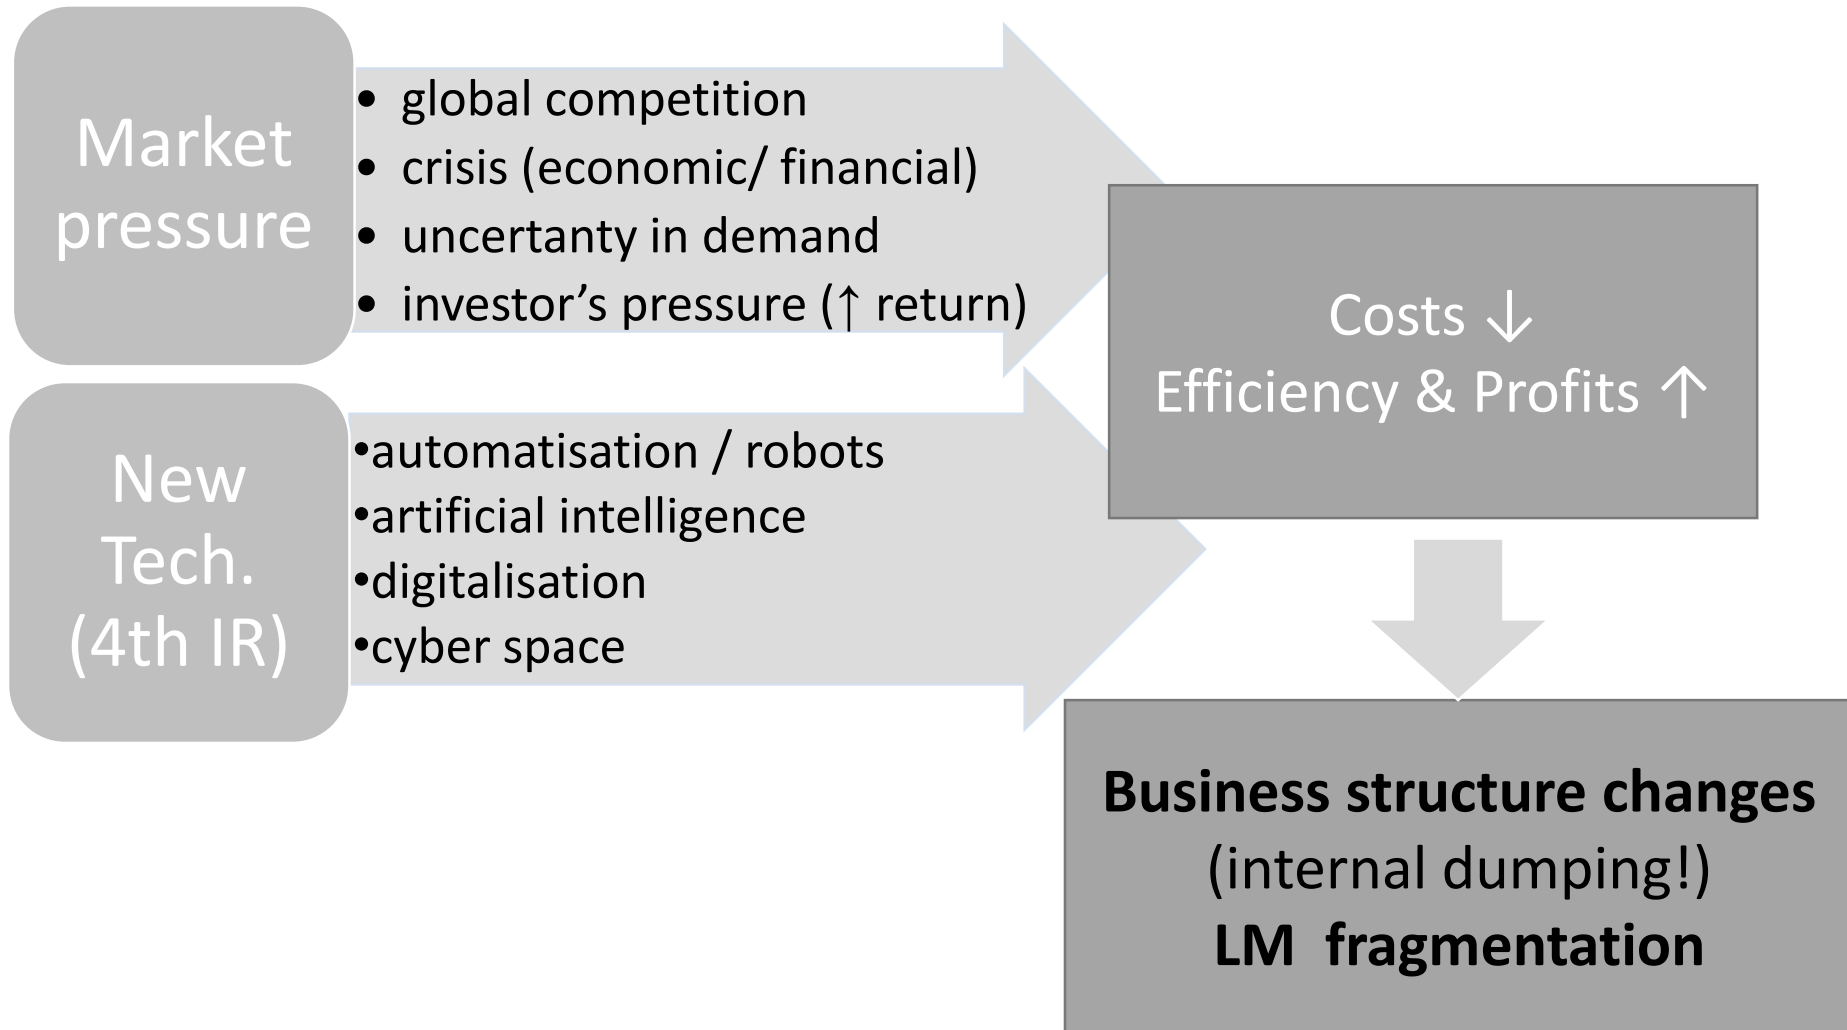 Market
pressure
• global competition
• crisis (economic/ financial)
• uncertanty in demand
• investor’s pressure (↑ return)
New
Tech.
(4th IR)
•automatisation / robots
•artificial intelligence
•digitalisation
•cyber space
Costs ↓
Efficiency & Profits ↑
Business structure changes
(internal dumping!)
LM fragmentation